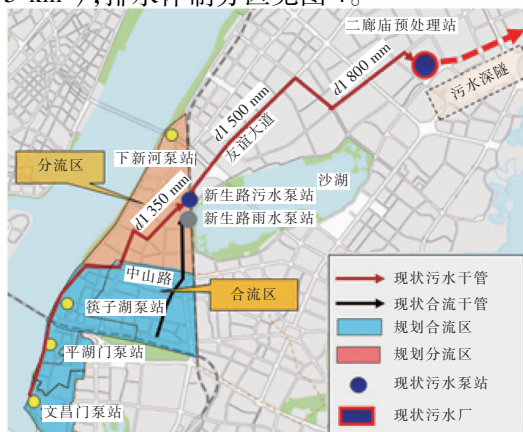 二廊庙预处理站
污水深隧
d1 800 mm
d1 500 mm
友谊大道
下新河泵站
分流区
沙湖
d1 350 mm
新生路污水泵站
新生路雨水泵站
中山路
合流区
筷子湖泵站
平湖门泵站
文昌门泵站
现状污水干管
现状合流干管
规划合流区
规划分流区
现状污水泵站
现状污水厂